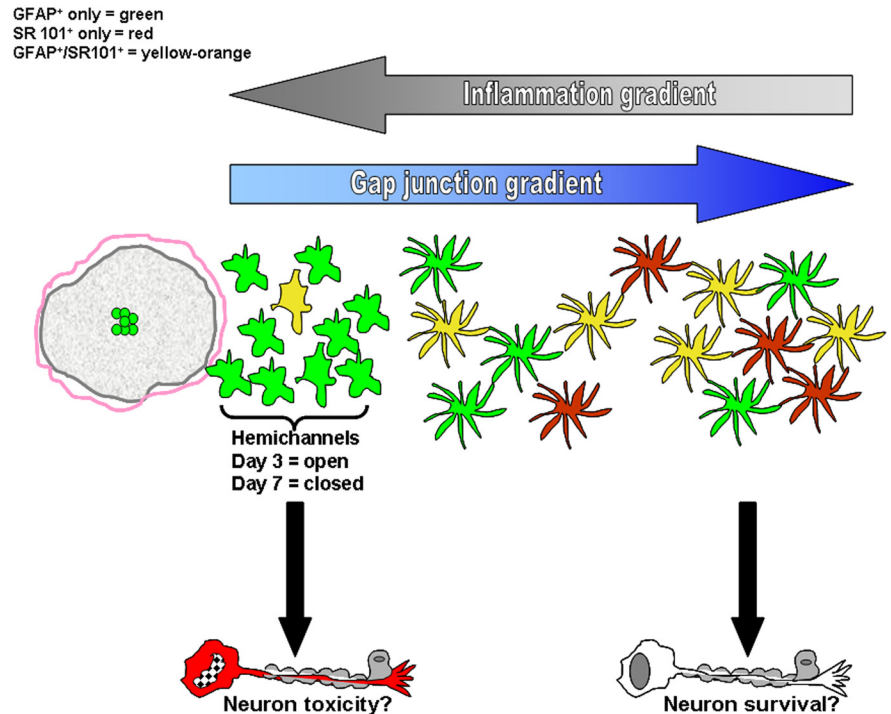 GFAP⁺ only = green
SR 101⁺ only = red
GFAP⁺/SR101⁺ = yellow-orange
Inflammation gradient
Gap junction gradient
Hemichannels
Day 3 = open
Day 7 = closed
Neuron toxicity?
Neuron survival?